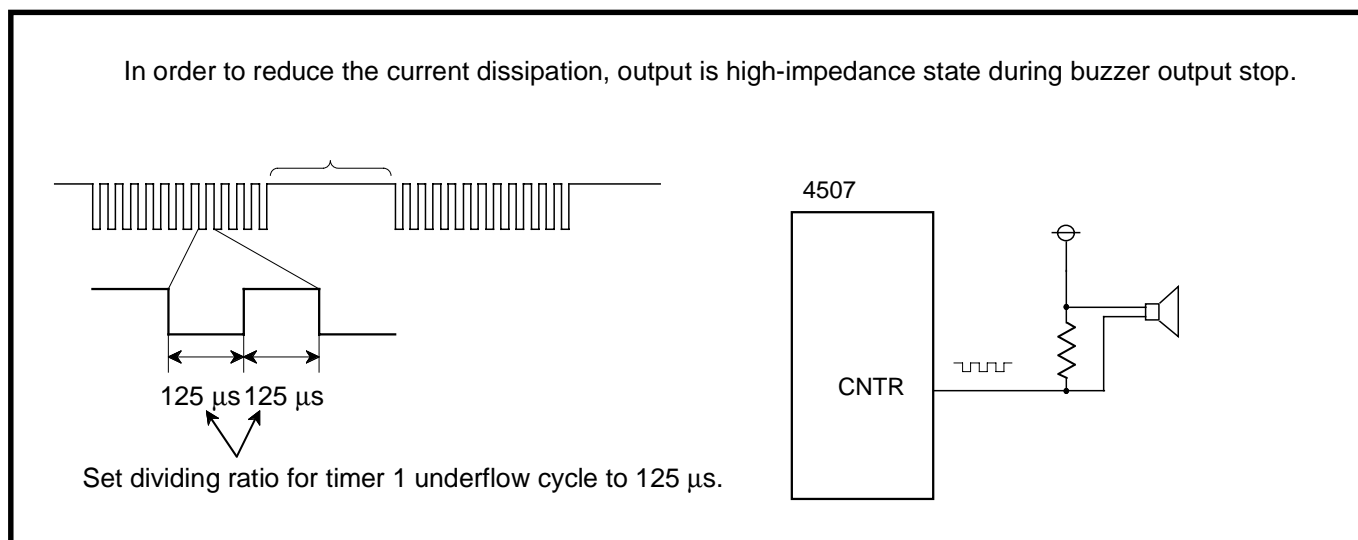 In order to reduce the current dissipation, output is high-impedance state during buzzer output stop.
4507
CNTR
125 μs 125 μs
Set dividing ratio for timer 1 underflow cycle to 125 μs.